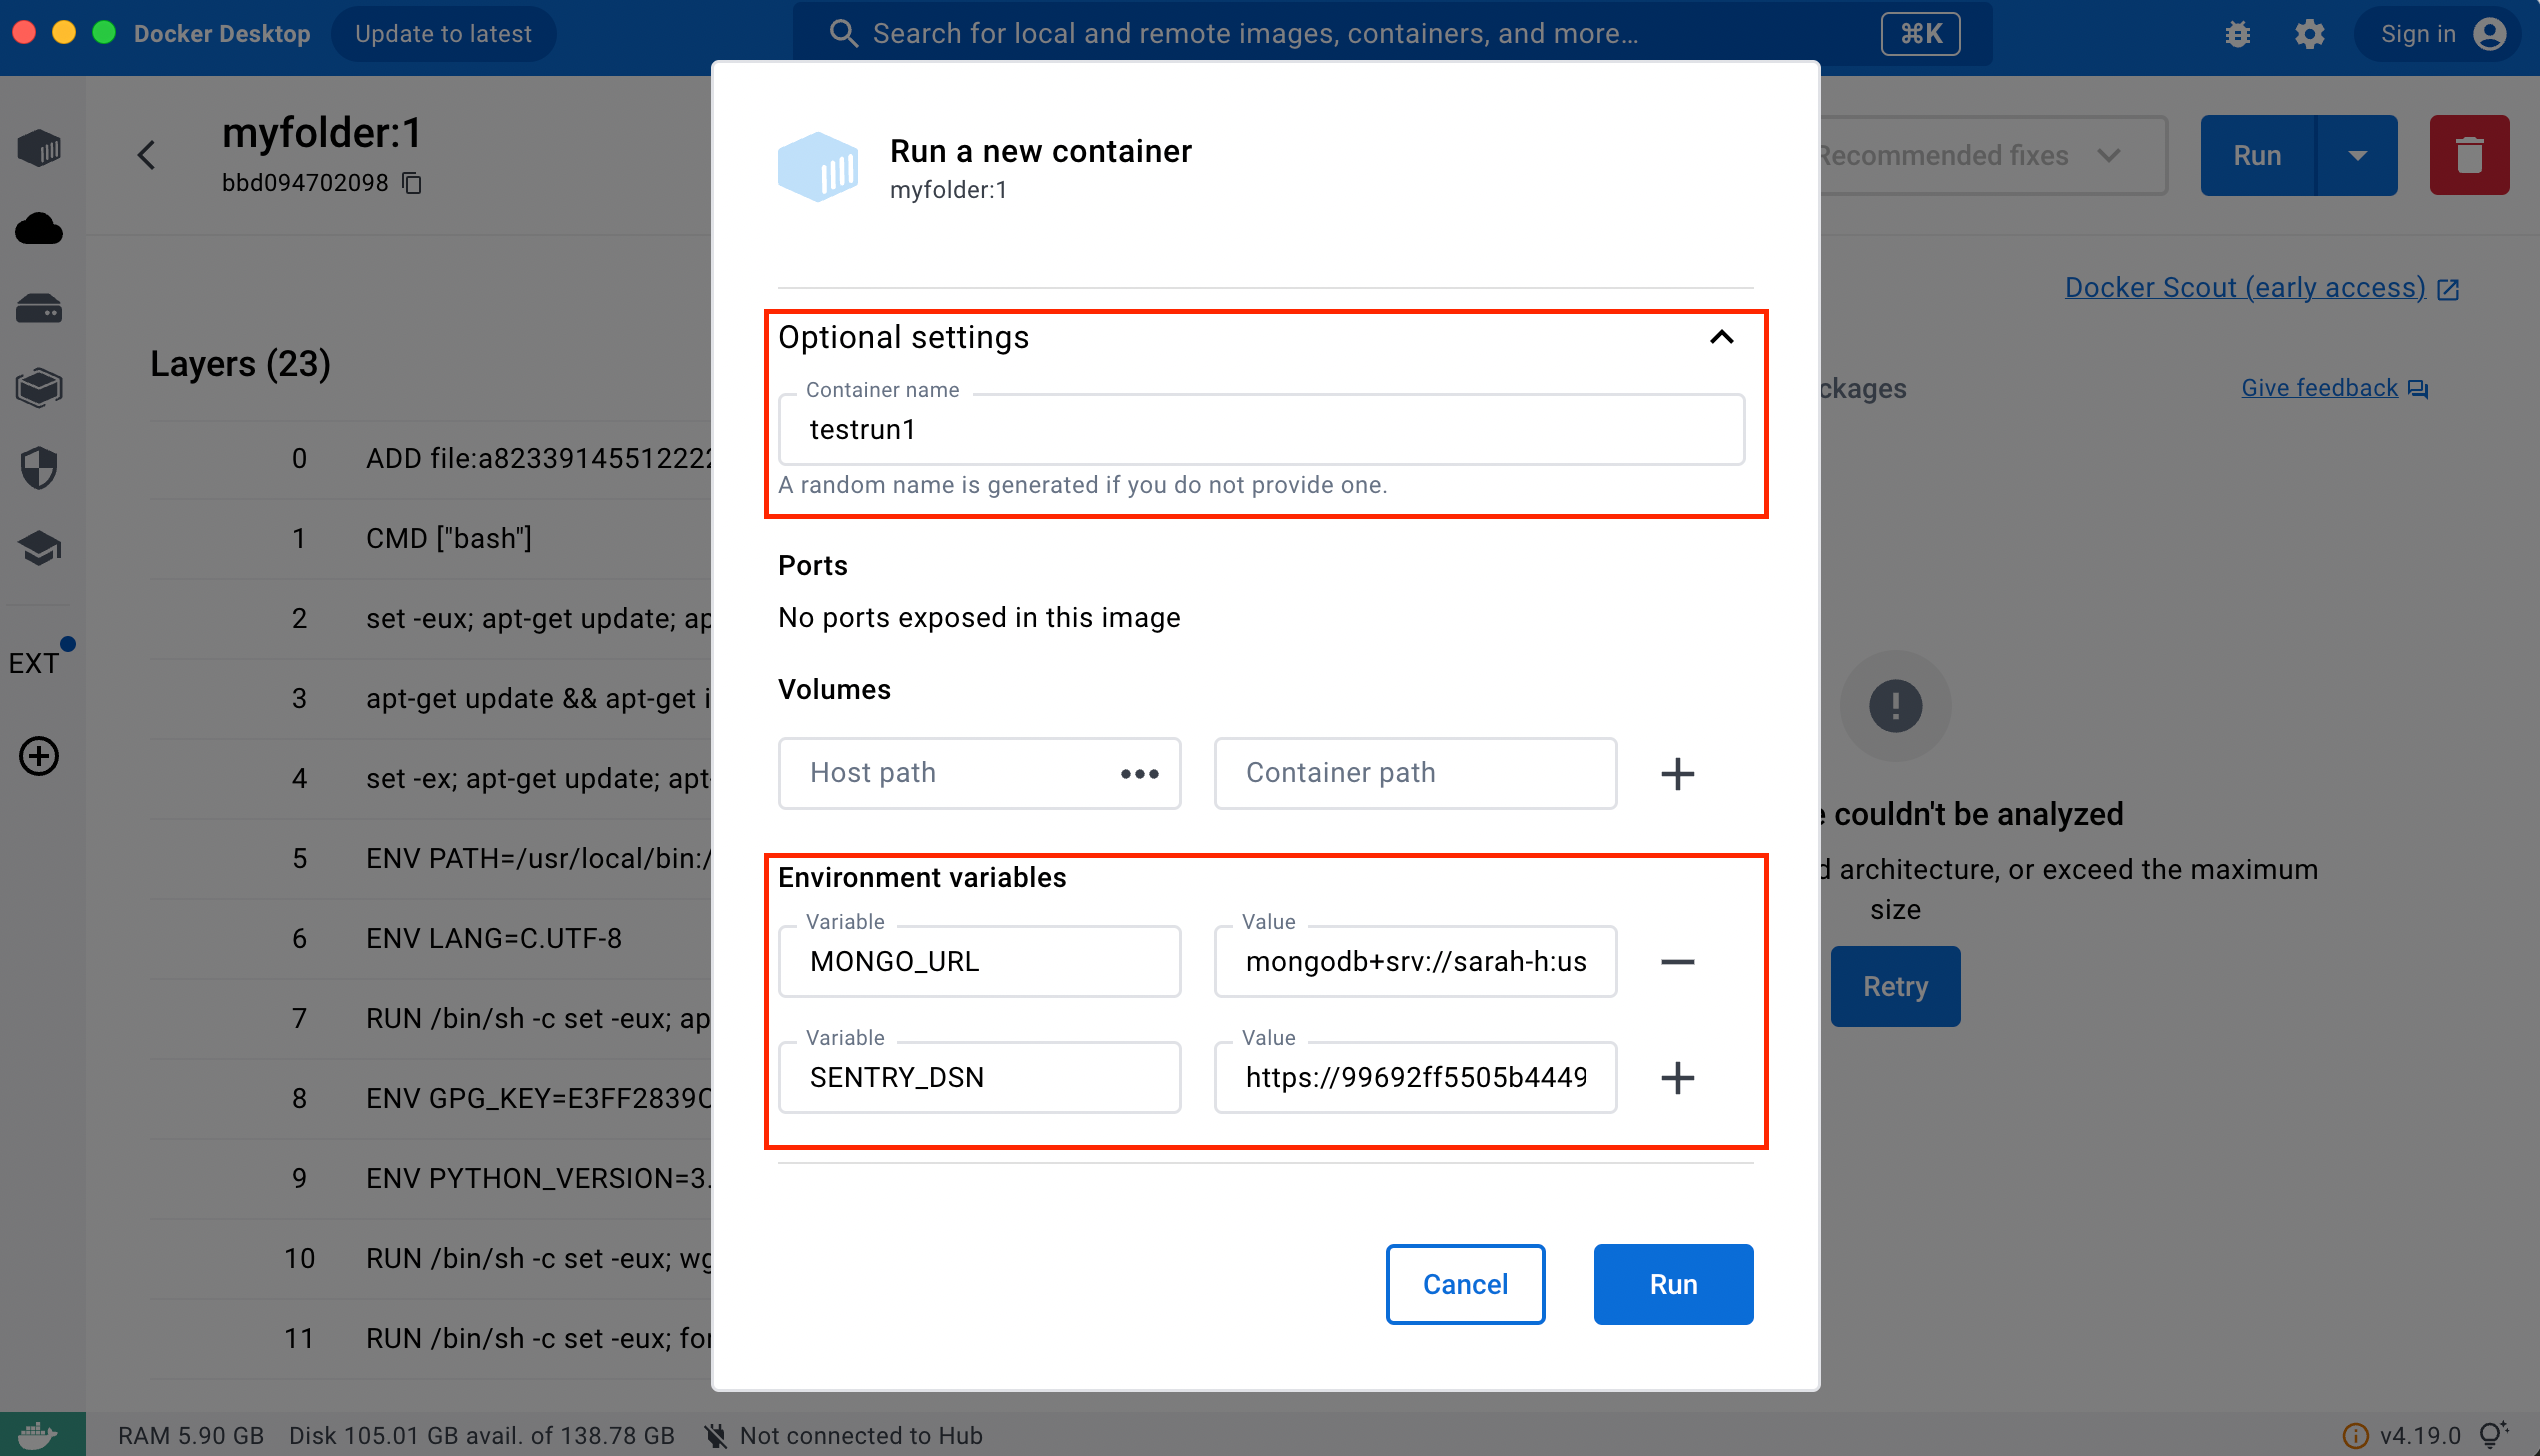 Docker Desktop
Update to latest
Search for local and remote images, containers, and more...
⌘K
Sign in
myfolder:1
bbd094702098
Recommended fixes
Run
Docker Scout (early access)
Give feedback
Layers (23)
0 ADD file:a8233914551222
1 CMD ["bash"]
2 set -eux; apt-get update; ap
3 apt-get update && apt-get i
4 set -ex; apt-get update; apt-
5 ENV PATH=/usr/local/bin:/
6 ENV LANG=C.UTF-8
7 RUN /bin/sh -c set -eux; ap
8 ENV GPG_KEY=E3FF2839C
9 ENV PYTHON_VERSION=3.
10 RUN /bin/sh -c set -eux; wg
11 RUN /bin/sh -c set -eux; for
EXT
Run a new container
myfolder:1
Optional settings
Container name
testrun1
A random name is generated if you do not provide one.
Ports
No ports exposed in this image
Volumes
Host path
Container path
Environment variables
Variable
MONGO_URL
Value
mongodb+srv://sarah-h:us
Variable
SENTRY_DSN
Value
https://99692ff5505b4449
Cancel
Run
ckages
couldn't be analyzed
architecture, or exceed the maximum
size
Retry
RAM 5.90 GB Disk 105.01 GB avail. of 138.78 GB Not connected to Hub
v4.19.0